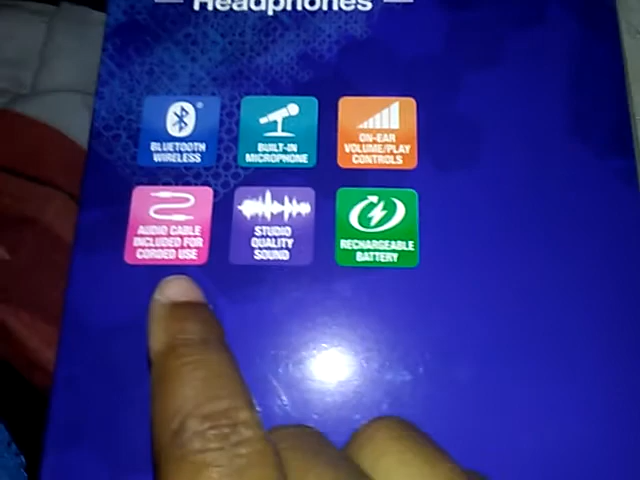 Headphones
BLUETOOTH
WIRELESS
BUILT-IN
MICROPHONE
ON-EAR
VOLUME/PLAY
CONTROLS
AUDIO CABLE
INCLUDED FOR
CORDED USE
STUDIO
QUALITY
SOUND
RECHARGEABLE
BATTERY